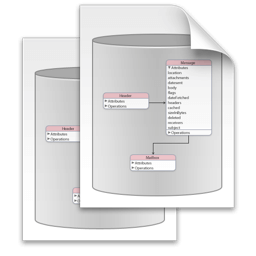 Message
Attributes
location
attachments
datesent
body
flags
dateFetched
headers
content
sizeInBytes
deleted
receivers
subject
Operations
Header
Attributes
Operations
Mailbox
Attributes
Operations
Header
Attributes
Operations